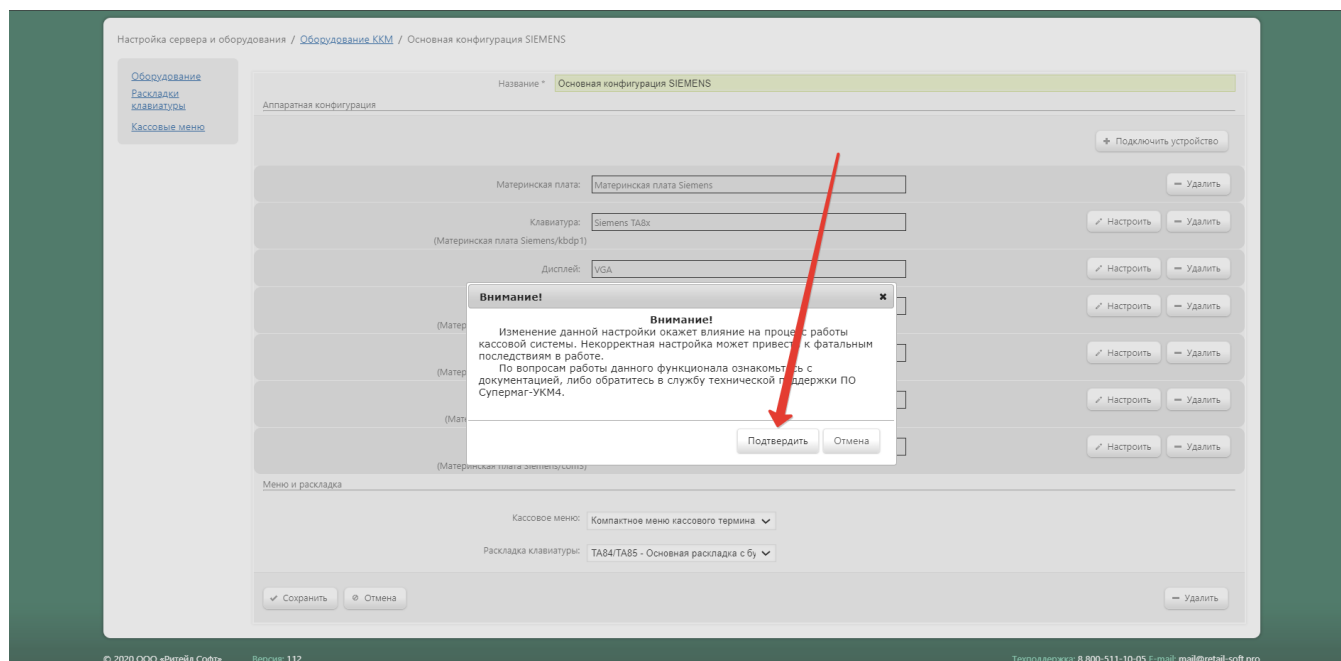 Настройка сервера и оборудования / Оборудование ККМ / Основная конфигурация SIEMENS
Оборудование
Раскладки
клавиатуры
Кассовые меню
Название * Основная конфигурация SIEMENS
Аппаратная конфигурация
+ Подключить устройство
Материнская плата: Материнская плата Siemens — Удалить
Клавиатура: Siemens TA8x Настроить — Удалить
(Материнская плата Siemens/kbdp1)
Дисплей: VGA Настроить — Удалить
Внимание!
Внимание!
Изменение данной настройки окажет влияние на процесс работы
кассовой системы. Некорректная настройка может привести к фатальным
последствиям в работе.
По вопросам работы данного функционала ознакомьтесь с
документацией, либо обратитесь в службу технической поддержки ПО
Супермаг-УКМ4.
Подтвердить Отмена
Настроить — Удалить
Настроить — Удалить
Настроить — Удалить
Настроить — Удалить
(Материнская плата Siemens/com3)
Меню и раскладка
Кассовое меню: Компактное меню кассового термина
Раскладка клавиатуры: TA84/TA85 - Основная раскладка с бу
Сохранить Отмена — Удалить
© 2020 ООО «Ритейл Софт» Версия: 112 Техподдержка: 8 800-511-10-05 E-mail: mail@retail-soft.pro